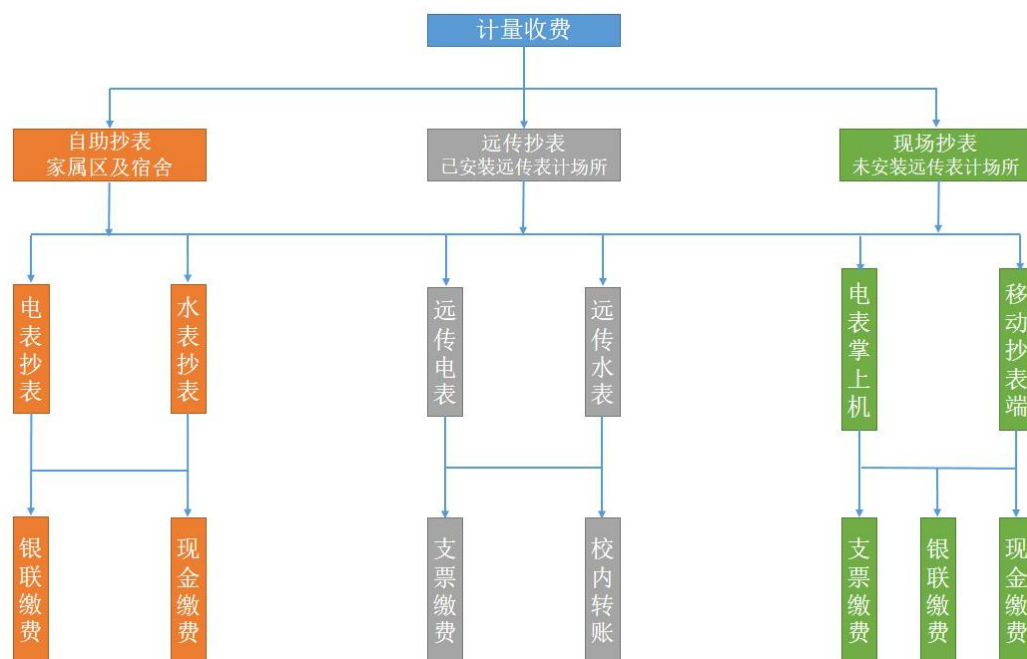 计量收费
自助抄表
家属区及宿舍
远传抄表
已安装远传表计场所
现场抄表
未安装远传表计场所
电表抄表
水表抄表
远传电表
远传水表
电表掌上机
移动抄表端
银联缴费
现金缴费
支票缴费
校内转账
支票缴费
银联缴费
现金缴费